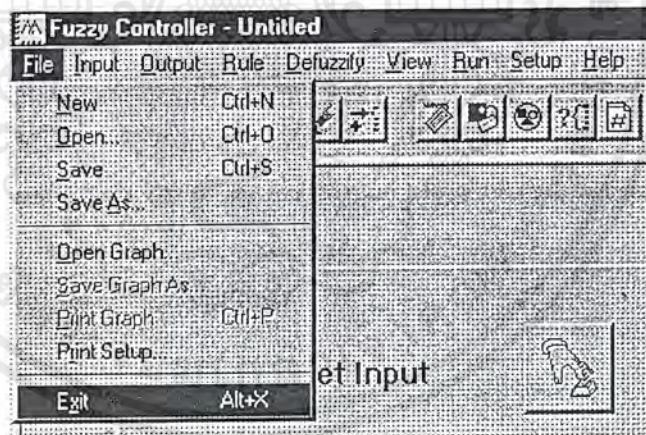 Fuzzy Controller - Untitled
File Input Output Rule Defuzzify View Run Setup Help
New Ctrl+N
Open... Ctrl+O
Save Ctrl+S
Save As...
Open Graph...
Save Graph As...
Print Graph Ctrl+P
Print Setup...
et Input
Exit Alt+X